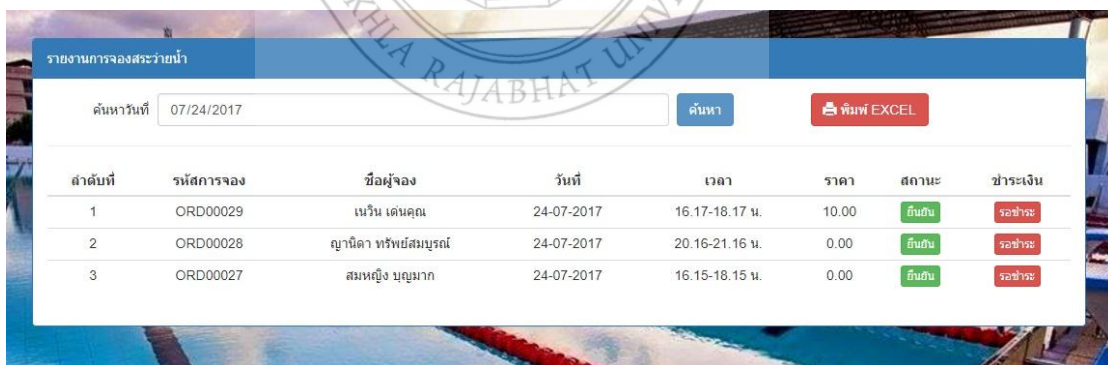 KHLA RAJABHAT UNIV
รายงานการจองสระว่ายน้ำ
ค้นหาวันที่ 07/24/2017 ค้นหา พิมพ์ EXCEL
ลำดับที่ รหัสการจอง ชื่อผู้จอง วันที่ เวลา ราคา สถานะ ชำระเงิน
1 ORD00029 เนวิน เด่นคุณ 24-07-2017 16.17-18.17 น. 10.00 ยืนยัน รอชำระ
2 ORD00028 ญานิดา ทรัพย์สมบูรณ์ 24-07-2017 20.16-21.16 น. 0.00 ยืนยัน รอชำระ
3 ORD00027 สมหญิง บุญมาก 24-07-2017 16.15-18.15 น. 0.00 ยืนยัน รอชำระ